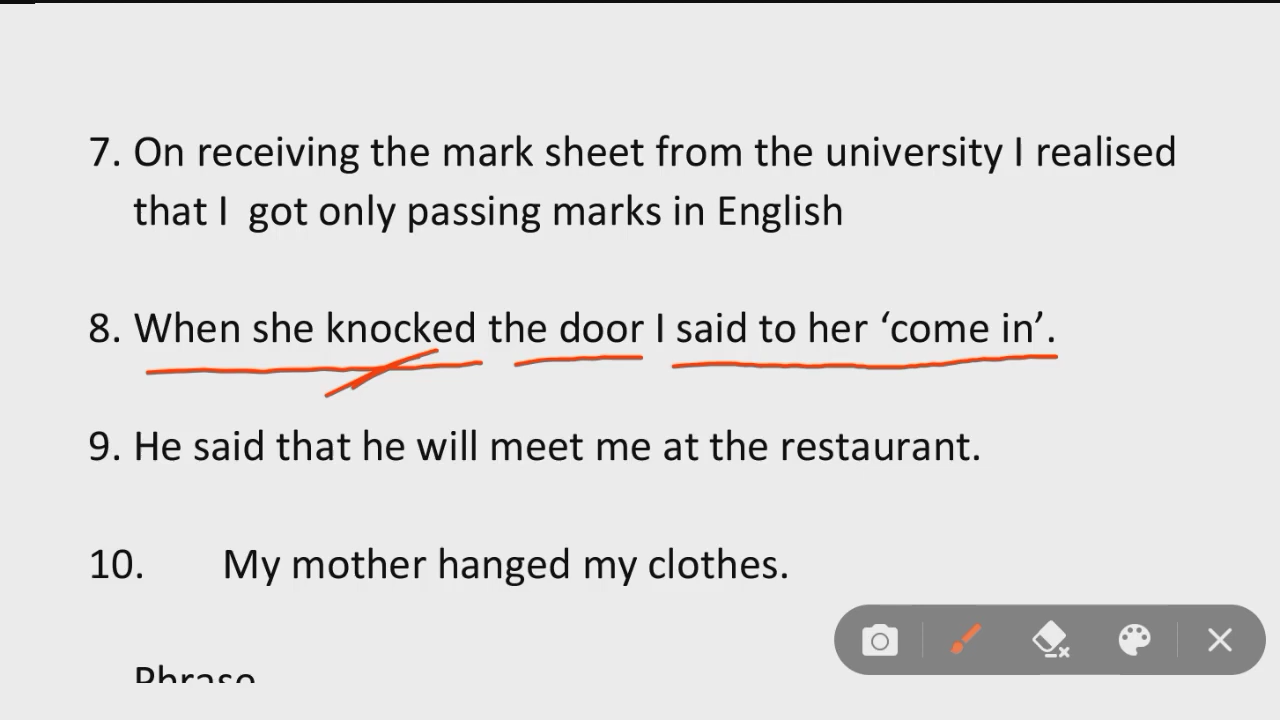 7. On receiving the mark sheet from the university I realised
that I got only passing marks in English
8. When she knocked the door I said to her ‘come in’.
9. He said that he will meet me at the restaurant.
10. My mother hanged my clothes.
Phrase